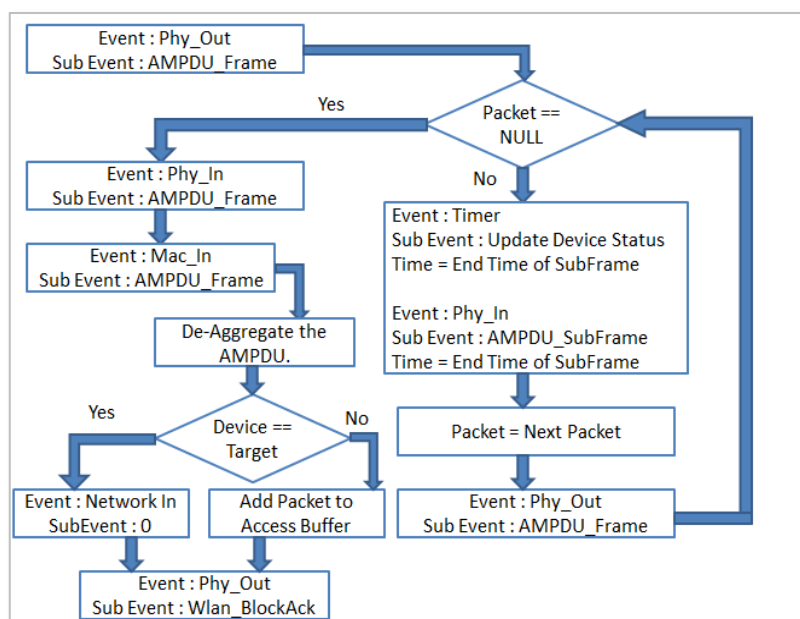 Event : Phy_Out
Sub Event : AMPDU_Frame
Packet ==
NULL
Yes
No
Event : Phy_In
Sub Event : AMPDU_Frame
Event : Mac_In
Sub Event : AMPDU_Frame
De-Aggregate the
AMPDU.
Device ==
Target
Yes
No
Event : Network In
SubEvent : 0
Add Packet to
Access Buffer
Event : Phy_Out
Sub Event : Wlan_BlockAck
Event : Timer
Sub Event : Update Device Status
Time = End Time of SubFrame
Event : Phy_In
Sub Event : AMPDU_SubFrame
Time = End Time of SubFrame
Packet = Next Packet
Event : Phy_Out
Sub Event : AMPDU_Frame